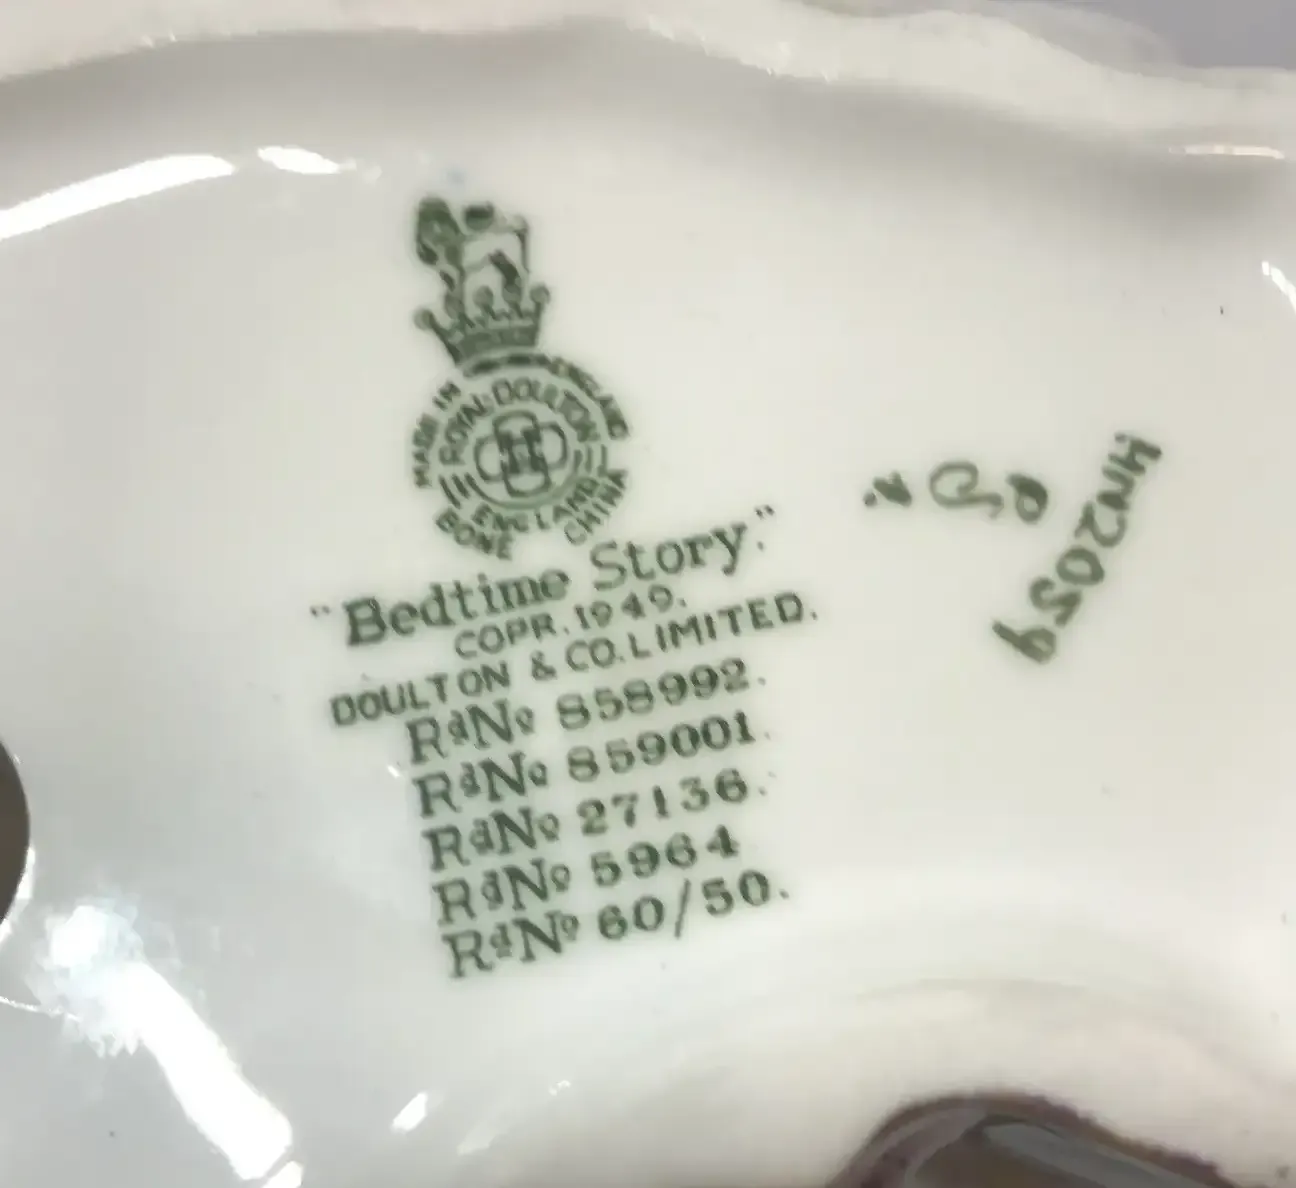 MADE IN ENGLAND
ROYAL DOULTON
ENGLAND
BONE CHINA
"Bedtime Story."
COPR. 1949.
DOULTON & CO. LIMITED.
RdNo 858992.
RdNo 859001.
RdNo 27136.
RdNo 5964
RdNo 60/50.
HN2059